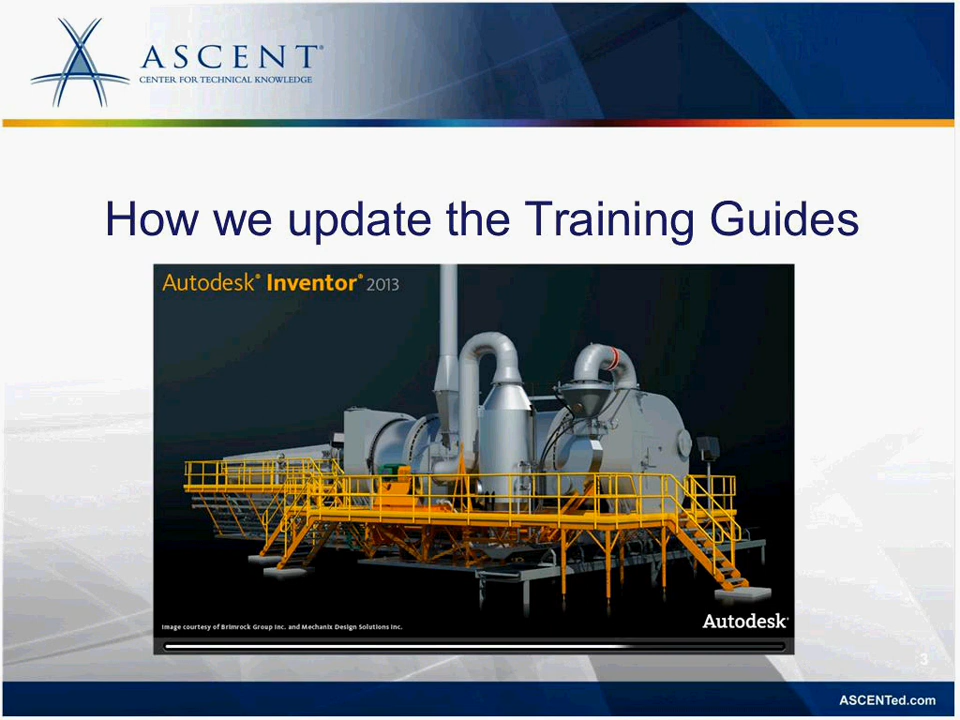 ASCENT®
CENTER FOR TECHNICAL KNOWLEDGE
How we update the Training Guides
Autodesk® Inventor® 2013
Image courtesy of Brimrock Group Inc. and Mechanix Design Solutions Inc.
Autodesk®
3
ASCENTed.com